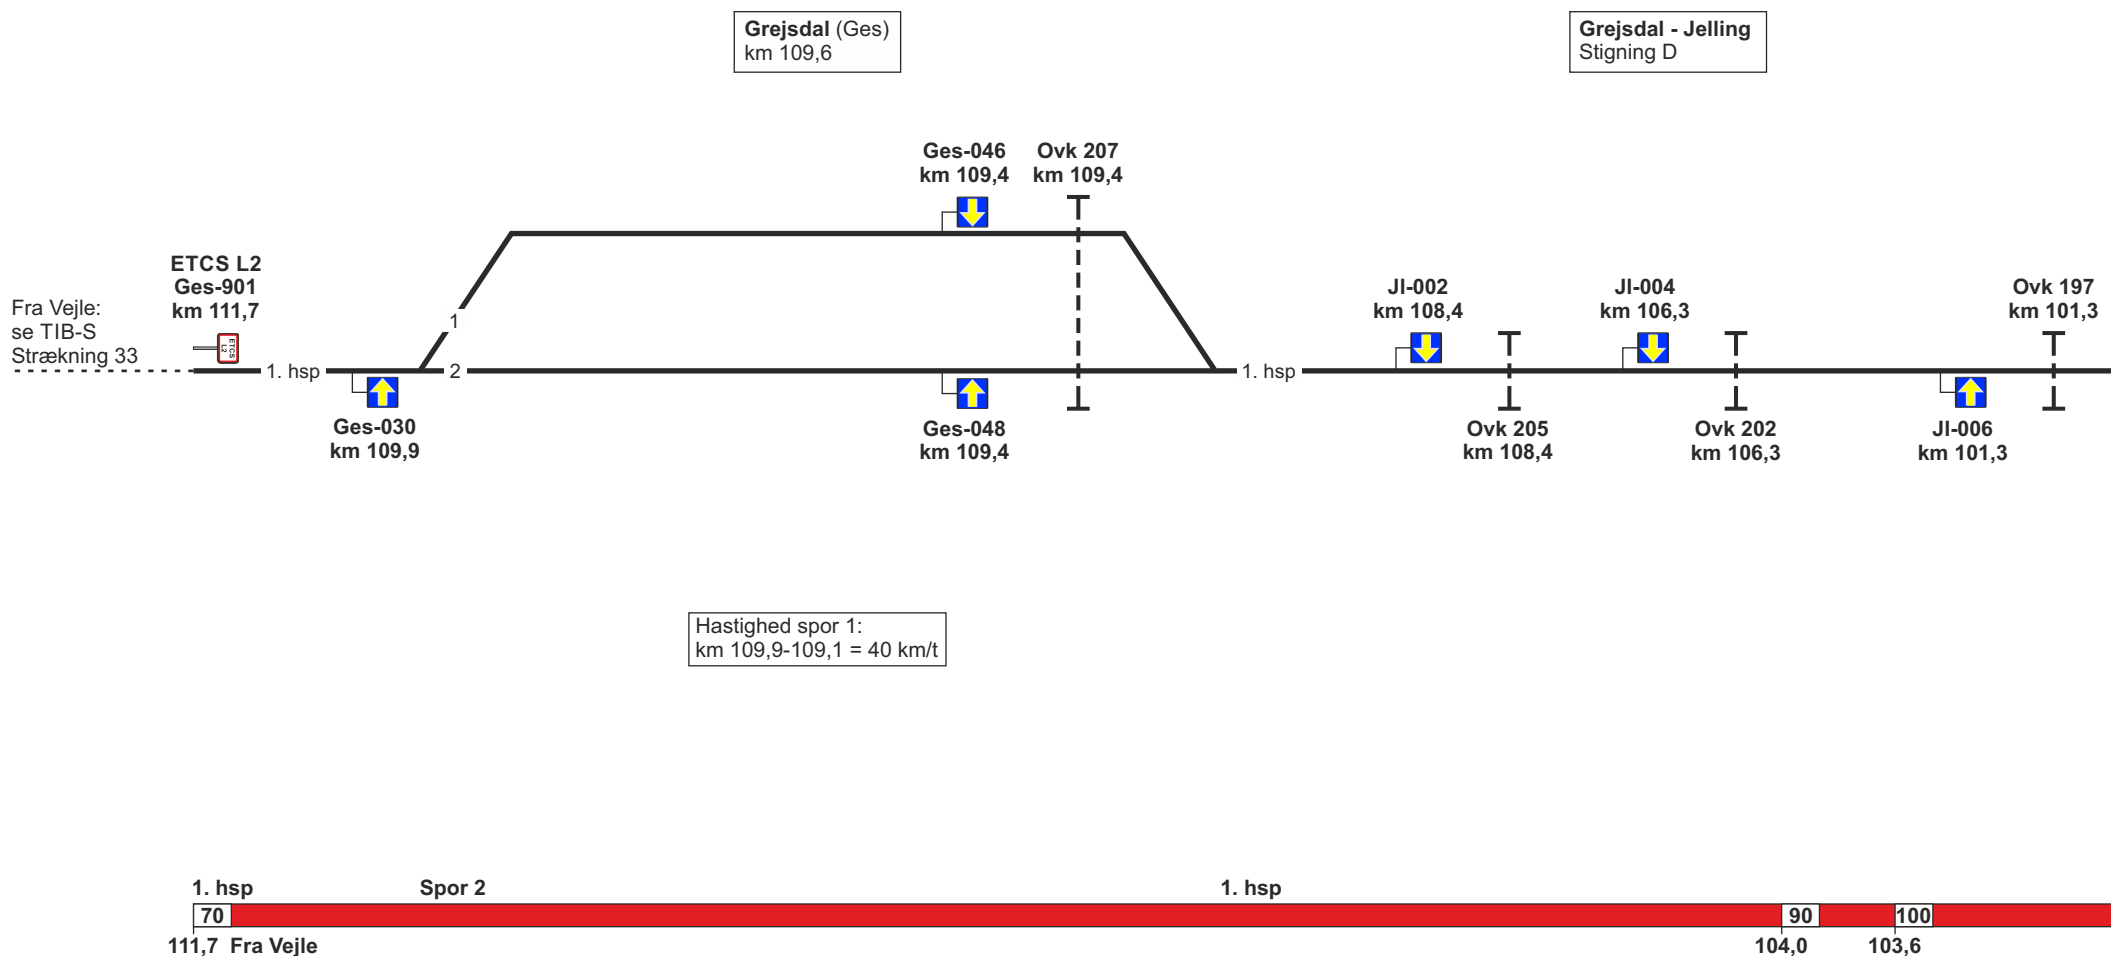 Grejsdal (Ges)
km 109,6
Grejsdal - Jelling
Stigning D
Ges-046
km 109,4
Ovk 207
km 109,4
ETCS L2
Ges-901
km 111,7
Fra Vejle:
se TIB-S
Strækning 33
ETCS
L2
1. hsp
1
2
Ges-030
km 109,9
Ges-048
km 109,4
1. hsp
Jl-002
km 108,4
Ovk 205
km 108,4
Jl-004
km 106,3
Ovk 202
km 106,3
Jl-006
km 101,3
Ovk 197
km 101,3
Hastighed spor 1:
km 109,9-109,1 = 40 km/t
1. hsp
Spor 2
1. hsp
70
90
100
111,7 Fra Vejle
104,0
103,6